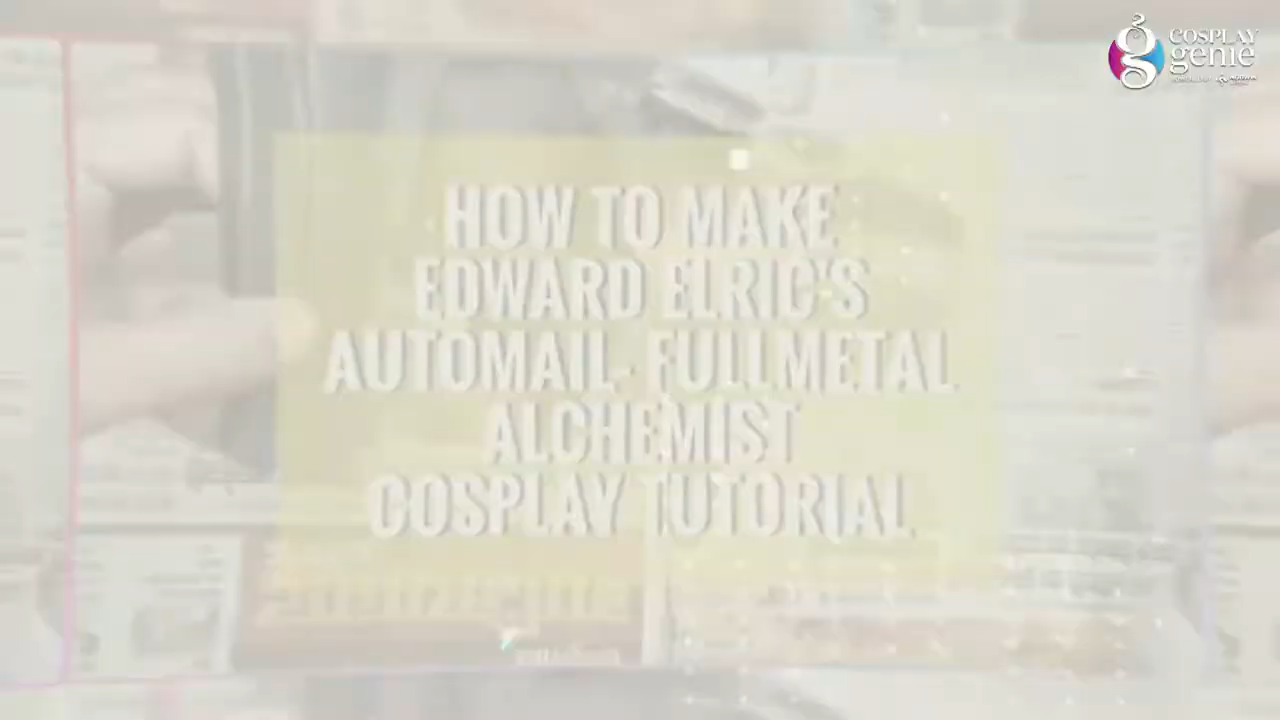 COSPLAY
genie
HOW TO MAKE
EDWARD ELRIC'S
AUTOMAIL- FULLMETAL
ALCHEMIST
COSPLAY TUTORIAL